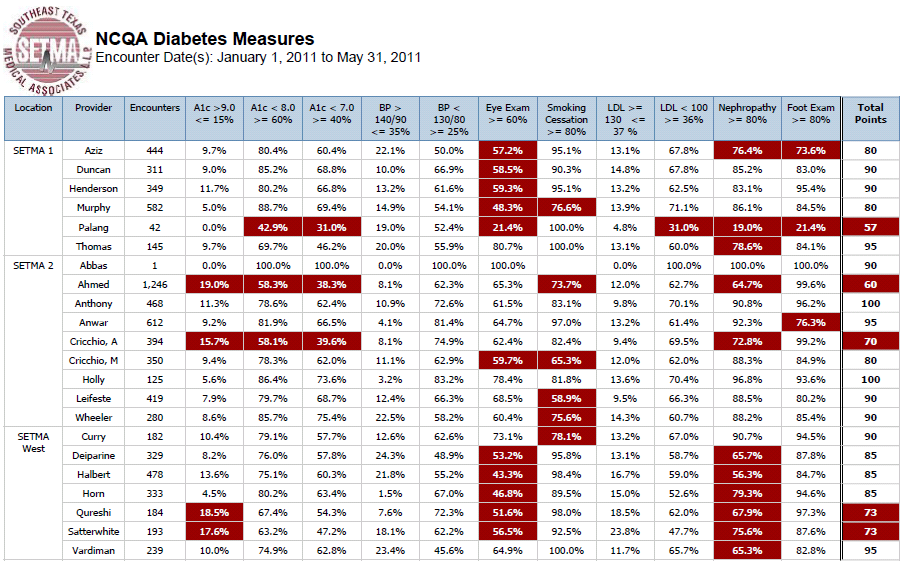 SOUTHEAST TEXAS
SETMA
MEDICAL ASSOCIATES, L.L.P.
NCQA Diabetes Measures
Encounter Date(s): January 1, 2011 to May 31, 2011
Location Provider Encounters A1c >9.0 <= 15% A1c < 8.0 >= 60% A1c < 7.0 >= 40% BP > 140/90 <= 35% BP < 130/80 >= 25% Eye Exam >= 60% Smoking Cessation >= 80% LDL >= 130 <= 37 % LDL < 100 >= 36% Nephropathy >= 80% Foot Exam >= 80% Total Points
SETMA 1 Aziz 444 9.7% 80.4% 60.4% 22.1% 50.0% 57.2% 95.1% 13.1% 67.8% 76.4% 73.6% 80
Duncan 311 9.0% 85.2% 68.8% 10.0% 66.9% 58.5% 90.3% 14.8% 67.8% 85.2% 83.0% 90
Henderson 349 11.7% 80.2% 66.8% 13.2% 61.6% 59.3% 95.1% 13.2% 62.5% 83.1% 95.4% 90
Murphy 582 5.0% 88.7% 69.4% 14.9% 54.1% 48.3% 76.6% 13.9% 71.1% 86.1% 84.5% 80
Palang 42 0.0% 42.9% 31.0% 19.0% 52.4% 21.4% 100.0% 4.8% 31.0% 19.0% 21.4% 57
Thomas 145 9.7% 69.7% 46.2% 20.0% 55.9% 80.7% 100.0% 13.1% 60.0% 78.6% 84.1% 95
SETMA 2 Abbas 1 0.0% 100.0% 100.0% 0.0% 100.0% 100.0% 0.0% 100.0% 100.0% 100.0% 90
Ahmed 1,246 19.0% 58.3% 38.3% 8.1% 62.3% 65.3% 73.7% 12.0% 62.7% 64.7% 99.6% 60
Anthony 468 11.3% 78.6% 62.4% 10.9% 72.6% 61.5% 83.1% 9.8% 70.1% 90.8% 96.2% 100
Anwar 612 9.2% 81.9% 66.5% 4.1% 81.4% 64.7% 97.0% 13.2% 61.4% 92.3% 76.3% 95
Cricchio, A 394 15.7% 58.1% 39.6% 8.1% 74.9% 62.4% 82.4% 9.4% 69.5% 72.8% 99.2% 70
Cricchio, M 350 9.4% 78.3% 62.0% 11.1% 62.9% 59.7% 65.3% 12.0% 62.0% 88.3% 84.9% 80
Holly 125 5.6% 86.4% 73.6% 3.2% 83.2% 78.4% 81.8% 13.6% 70.4% 96.8% 93.6% 100
Leifeste 419 7.9% 79.7% 68.7% 12.4% 66.3% 68.5% 58.9% 9.5% 66.3% 88.5% 80.2% 90
Wheeler 280 8.6% 85.7% 75.4% 22.5% 58.2% 60.4% 75.6% 14.3% 60.7% 88.2% 85.4% 90
SETMA West Curry 182 10.4% 79.1% 57.7% 12.6% 62.6% 73.1% 78.1% 13.2% 67.0% 90.7% 94.5% 90
Deiparine 329 8.2% 76.0% 57.8% 24.3% 48.9% 53.2% 95.8% 13.1% 58.7% 65.7% 87.8% 85
Halbert 478 13.6% 75.1% 60.3% 21.8% 55.2% 43.3% 98.4% 16.7% 59.0% 56.3% 84.7% 85
Horn 333 4.5% 80.2% 63.4% 1.5% 67.0% 46.8% 89.5% 15.0% 52.6% 79.3% 94.6% 85
Qureshi 184 18.5% 67.4% 54.3% 7.6% 72.3% 51.6% 98.0% 18.5% 62.0% 67.9% 97.3% 73
Satterwhite 193 17.6% 63.2% 47.2% 18.1% 62.2% 56.5% 92.5% 23.8% 47.7% 75.6% 87.6% 73
Vardiman 239 10.0% 74.9% 62.8% 23.4% 45.6% 64.9% 100.0% 11.7% 65.7% 65.3% 82.8% 95